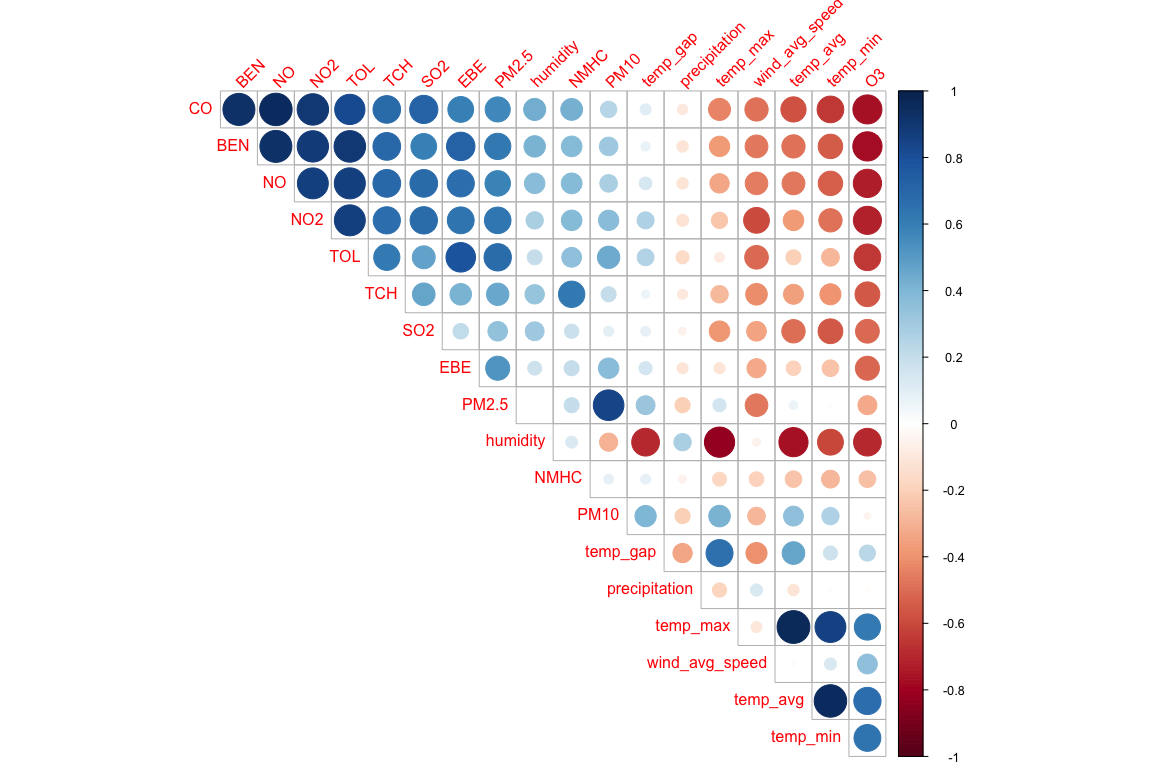 BEN
NO
NO2
TOL
TCH
SO2
EBE
PM2.5
humidity
NMHC
PM10
temp_gap
precipitation
temp_max
wind_avg_speed
temp_avg
temp_min
O3
CO
BEN
NO
NO2
TOL
TCH
SO2
EBE
PM2.5
humidity
NMHC
PM10
temp_gap
precipitation
temp_max
wind_avg_speed
temp_avg
temp_min
1
0.8
0.6
0.4
0.2
0
-0.2
-0.4
-0.6
-0.8
-1